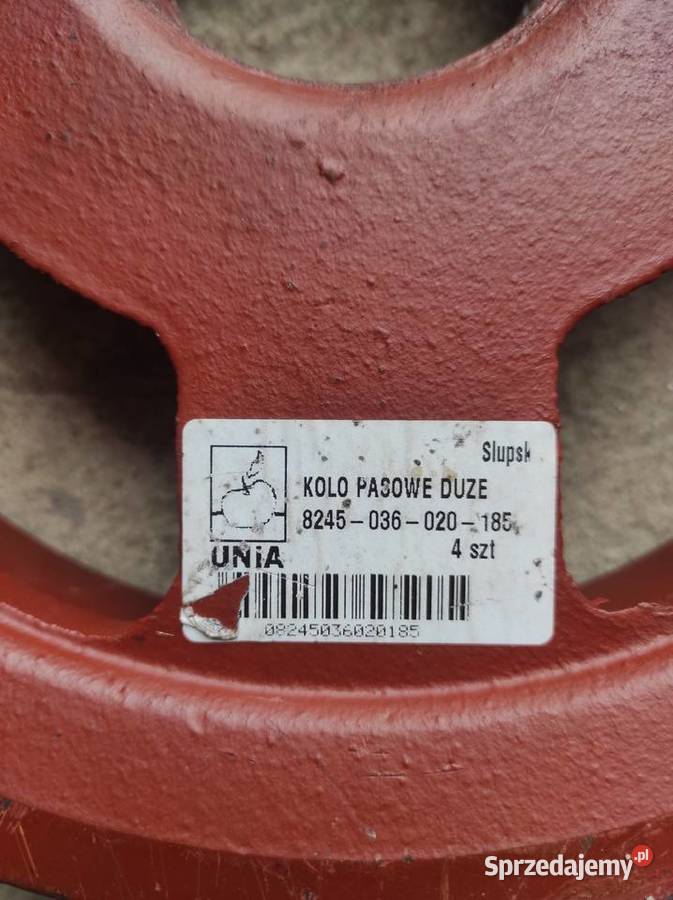 Slupsk
KOLO PASOWE DUZE
8245-036-020-185
4 szt
UNiA
08245036020185
Sprzedajemy.pl